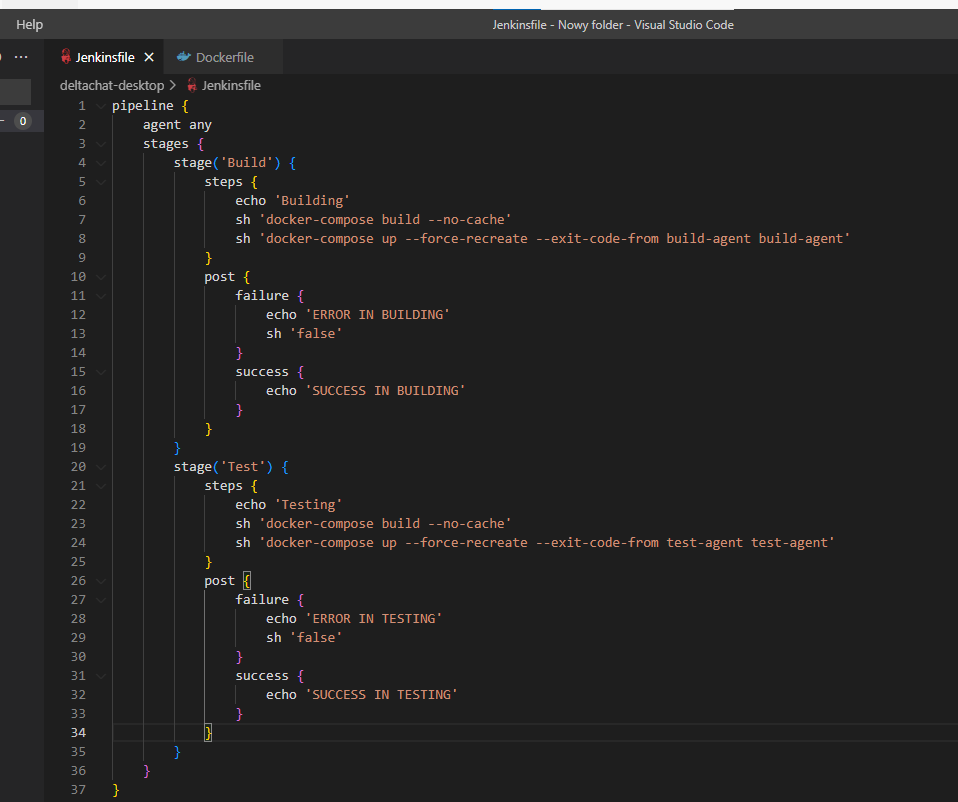 Help
Jenkinsfile - Nowy folder - Visual Studio Code
... Jenkinsfile × Dockerfile
deltachat-desktop > Jenkinsfile
0
1 pipeline {
2 agent any
3 stages {
4 stage('Build') {
5 steps {
6 echo 'Building'
7 sh 'docker-compose build --no-cache'
8 sh 'docker-compose up --force-recreate --exit-code-from build-agent build-agent'
9 }
10 post {
11 failure {
12 echo 'ERROR IN BUILDING'
13 sh 'false'
14 }
15 success {
16 echo 'SUCCESS IN BUILDING'
17 }
18 }
19 }
20 stage('Test') {
21 steps {
22 echo 'Testing'
23 sh 'docker-compose build --no-cache'
24 sh 'docker-compose up --force-recreate --exit-code-from test-agent test-agent'
25 }
26 post {
27 failure {
28 echo 'ERROR IN TESTING'
29 sh 'false'
30 }
31 success {
32 echo 'SUCCESS IN TESTING'
33 }
34 }
35 }
36 }
37 }